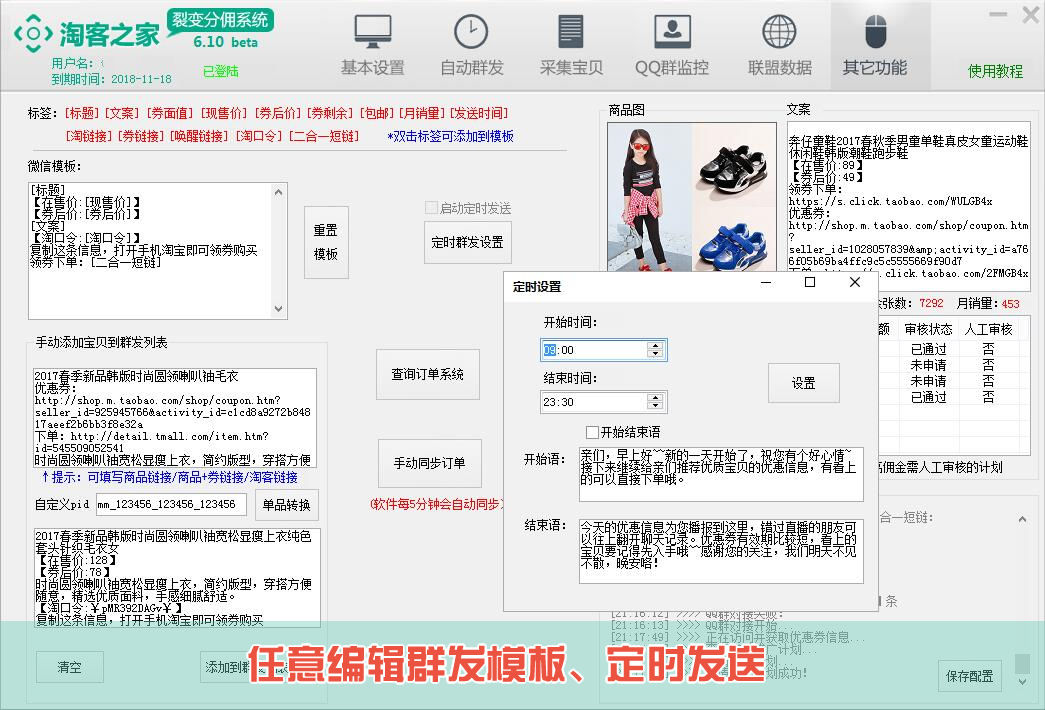 淘客之家
裂变分佣系统
6.10 beta
用户名:
到期时间: 2018-11-18
已登陆
基本设置
自动群发
采集宝贝
QQ群监控
联盟数据
其它功能
使用教程
标签: [标题] [文案] [券面值] [现售价] [券后价] [券剩余] [包邮] [月销量] [发送时间]
[淘链接] [券链接] [唤醒链接] [淘口令] [二合一短链] *双击标签可添加到模板
微信模板:
[标题]
【在售价:[现售价]】
【券后价:[券后价]】
[文案]
【淘口令:[淘口令]】
复制这条信息，打开手机淘宝即可领券购买
领券下单: [二合一短链]
重置
模板
启动定时发送
定时群发设置
手动添加宝贝到群发列表
2017春季新品韩版时尚圆领喇叭袖毛衣
优惠券:
http://shop.m.taobao.com/shop/coupon.htm?
seller_id=925945766&activity_id=c1cd8a9272b848
17aeef2b6bb3f8e32a
下单: http://detail.tmall.com/item.htm?
id=545509052541
时尚圆领喇叭袖宽松显瘦上衣，简约版型，穿搭方便
↑提示: 可填写商品链接/商品+券链接/淘客链接
自定义pid
mm_123456_123456_123456
单品转换
2017春季新品韩版时尚圆领喇叭袖宽松显瘦上衣纯色
套头针织毛衣女
【在售价:128】
【券后价:78】
时尚圆领喇叭袖宽松显瘦上衣，简约版型，穿搭方便
随意，精选优质面料，手感细腻舒适。
【淘口令:￥pMR392DAGv￥】
复制这条信息，打开手机淘宝即可领券购买
清空
添加到群
查询订单系统
手动同步订单
(软件每5分钟会自动同步)
商品图
文案
奔仔童鞋2017春秋季男童单鞋真皮女童运动鞋
休闲鞋韩版潮鞋跑步鞋
【在售价:89】
【券后价:49】
领券下单:
https://s.click.taobao.com/WULGB4x
优惠券:
http://shop.m.taobao.com/shop/coupon.htm
?
seller_id=1028057839&amp;activity_id=a76
6f05b69ba4ffc9c5c5555669f90d7
s.click.taobao.com/2FMGB4x
张数: 7292 月销量: 453
额 审核状态 人工审核
已通过 否
未申请 否
未申请 否
已通过 否
高佣金需人工审核的计划
合一短链:
条
定时设置
开始时间:
09:00
结束时间:
23:30
设置
开始结束语
开始语:
亲们，早上好~~新的一天开始了，祝您有个好心情~
接下来继续给亲们推荐优质宝贝的优惠信息，有看上
的可以直接下单哦。
结束语:
今天的优惠信息为您播报到这里，错过直播的朋友可
以往上翻开聊天记录。优惠券有效期比较短，看上的
宝贝要记得先入手哦~~感谢您的关注，我们明天不见
不散，晚安咯!
[21:16:12] >>>> QQ群对接失败!
[21:16:13] >>>> QQ群对接开始...
[21:17:49] >>>> 正在访问并获取优惠券信息...
计划...
成功!
保存配置
任意编辑群发模板、定时发送